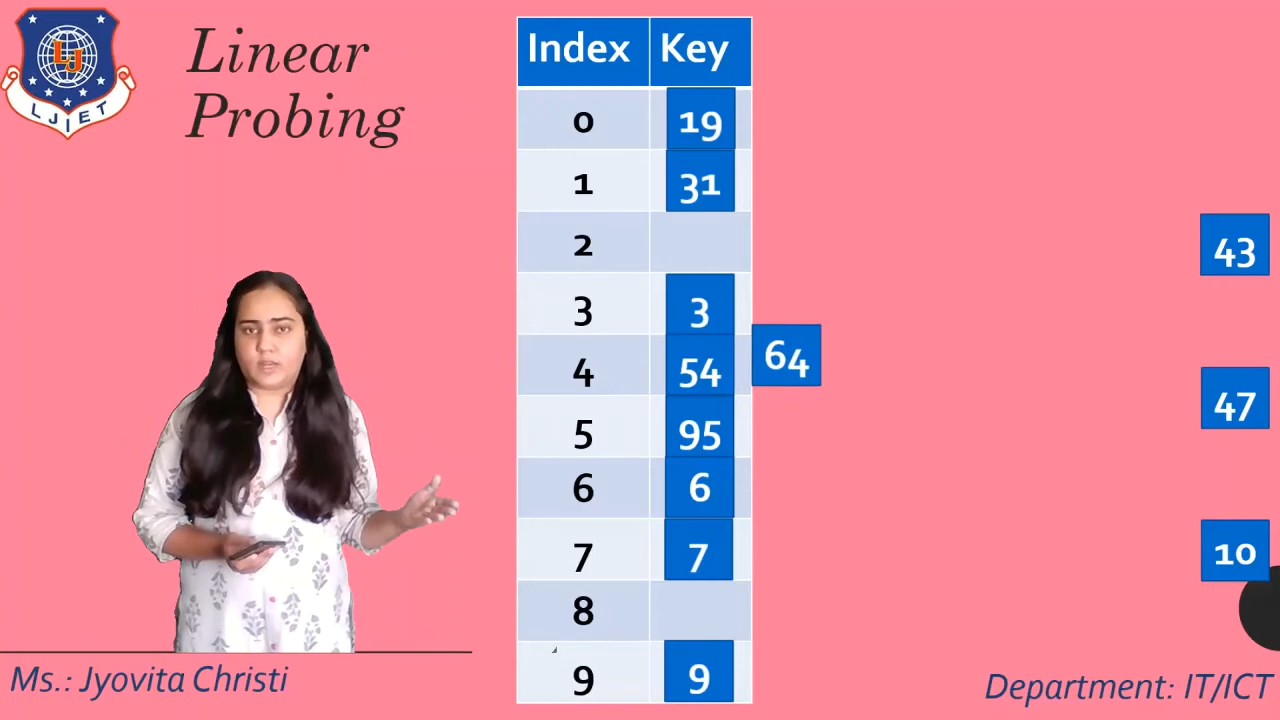 LJ
LJIET
Linear
Probing
Index Key
0 19
1 31
2
3 3
4 54
5 95
6 6
7 7
8
9 9
64
43
47
10
Ms.: Jyovita Christi
Department: IT/ICT